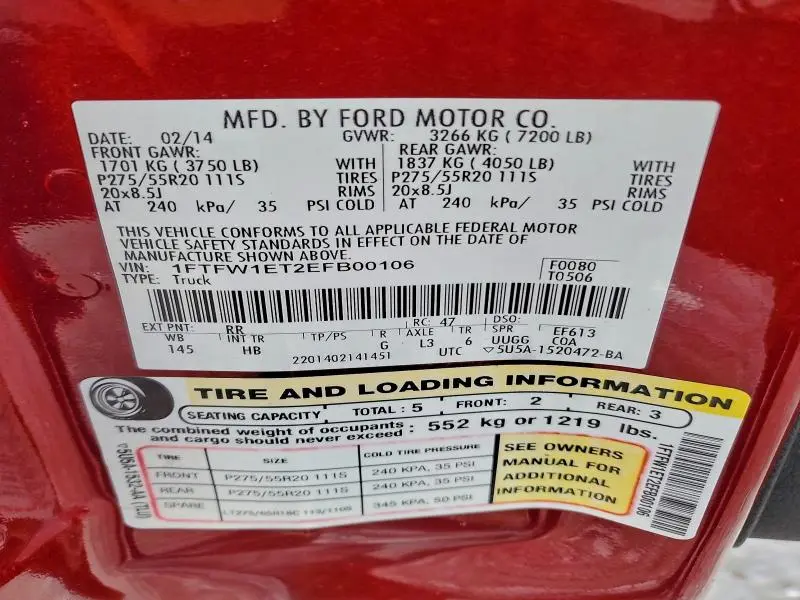 MFD. BY FORD MOTOR CO.
DATE: 02/14 GVWR: 3266 KG ( 7200 LB)
FRONT GAWR: REAR GAWR:
1701 KG ( 3750 LB) WITH 1837 KG ( 4050 LB) WITH
P275/55R20 111S TIRES P275/55R20 111S TIRES
20x8.5J RIMS 20x8.5J RIMS
AT 240 kPa/ 35 PSI COLD AT 240 kPa/ 35 PSI COLD
THIS VEHICLE CONFORMS TO ALL APPLICABLE FEDERAL MOTOR
VEHICLE SAFETY STANDARDS IN EFFECT ON THE DATE OF
MANUFACTURE SHOWN ABOVE.
VIN: 1FTFW1ET2EFB00106 F0080
TYPE: Truck T0506
EXT PNT: RR RC: 47 DSO:
WB INT TR TP/PS R AXLE TR SPR EF613
145 HB G L3 6 UUGG C0A
2201402141451 UTC ▽5U5A-1520472-BA
TIRE AND LOADING INFORMATION
SEATING CAPACITY TOTAL : 5 FRONT: 2 REAR: 3
The combined weight of occupants and cargo should never exceed : 552 kg or 1219 lbs.
TIRE SIZE COLD TIRE PRESSURE
FRONT P275/55R20 111S 240 KPA, 35 PSI
REAR P275/55R20 111S 240 KPA, 35 PSI
SPARE LT275/65R18C 113/110S 345 KPA, 50 PSI
SEE OWNERS
MANUAL FOR
ADDITIONAL
INFORMATION
1FTFW1ET2EFB00106